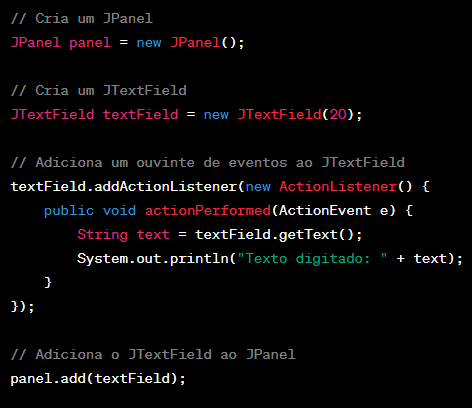 // Cria um JPanel
JPanel panel = new JPanel();

// Cria um JTextField
JTextField textField = new JTextField(20);

// Adiciona um ouvinte de eventos ao JTextField
textField.addActionListener(new ActionListener() {
    public void actionPerformed(ActionEvent e) {
        String text = textField.getText();
        System.out.println("Texto digitado: " + text);
    }
});

// Adiciona o JTextField ao JPanel
panel.add(textField);